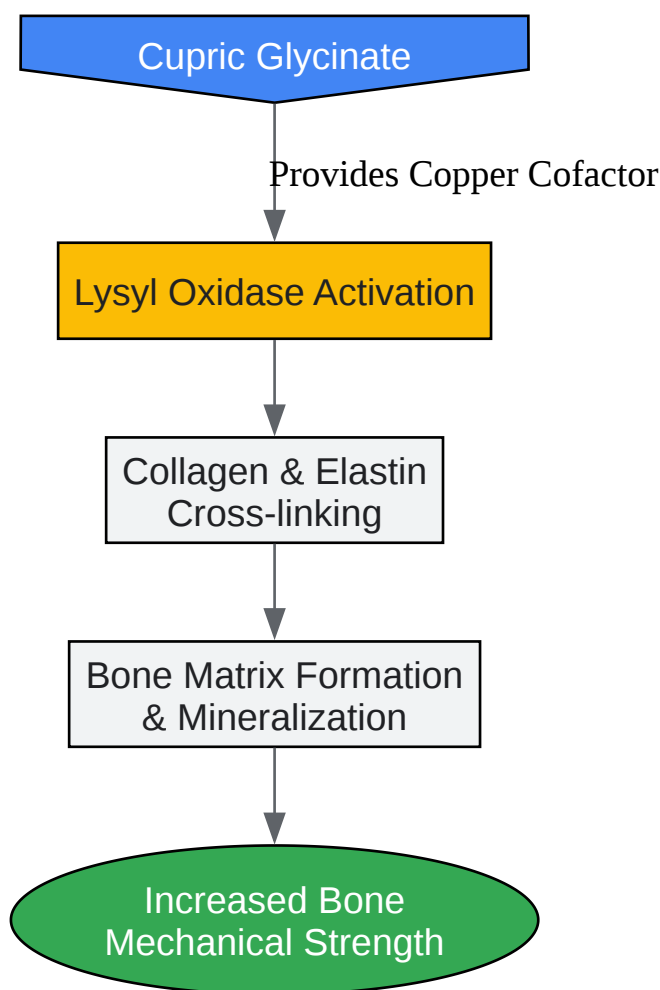 Cupric Glycinate
Provides Copper Cofactor
Lysyl Oxidase Activation
Collagen & Elastin
Cross-linking
Bone Matrix Formation
& Mineralization
Increased Bone
Mechanical Strength